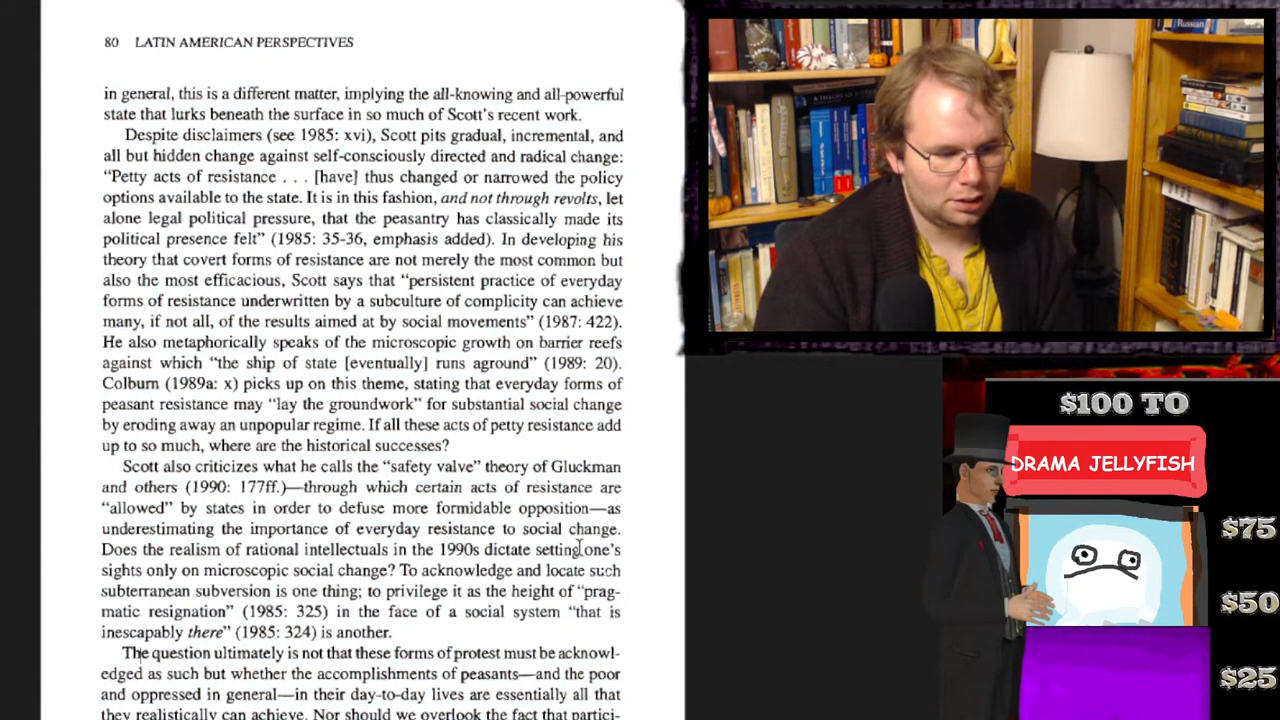 80 LATIN AMERICAN PERSPECTIVES
in general, this is a different matter, implying the all-knowing and all-powerful
state that lurks beneath the surface in so much of Scott's recent work.
Despite disclaimers (see 1985: xvi), Scott pits gradual, incremental, and
all but hidden change against self-consciously directed and radical change:
“Petty acts of resistance . . . [have] thus changed or narrowed the policy
options available to the state. It is in this fashion, and not through revolts, let
alone legal political pressure, that the peasantry has classically made its
political presence felt” (1985: 35-36, emphasis added). In developing his
theory that covert forms of resistance are not merely the most common but
also the most efficacious, Scott says that “persistent practice of everyday
forms of resistance underwritten by a subculture of complicity can achieve
many, if not all, of the results aimed at by social movements” (1987: 422).
He also metaphorically speaks of the microscopic growth on barrier reefs
against which “the ship of state [eventually] runs aground” (1989: 20).
Colburn (1989a: x) picks up on this theme, stating that everyday forms of
peasant resistance may “lay the groundwork” for substantial social change
by eroding away an unpopular regime. If all these acts of petty resistance add
up to so much, where are the historical successes?
Scott also criticizes what he calls the “safety valve” theory of Gluckman
and others (1990: 177ff.)—through which certain acts of resistance are
“allowed” by states in order to defuse more formidable opposition—as
underestimating the importance of everyday resistance to social change.
Does the realism of rational intellectuals in the 1990s dictate setting one's
sights only on microscopic social change? To acknowledge and locate such
subterranean subversion is one thing; to privilege it as the height of “prag-
matic resignation” (1985: 325) in the face of a social system “that is
inescapably there” (1985: 324) is another.
The question ultimately is not that these forms of protest must be acknowl-
edged as such but whether the accomplishments of peasants—and the poor
and oppressed in general—in their day-to-day lives are essentially all that
they realistically can achieve. Nor should we overlook the fact that partici-
Russian
$100 TO
DRAMA JELLYFISH
$75
$50
$25